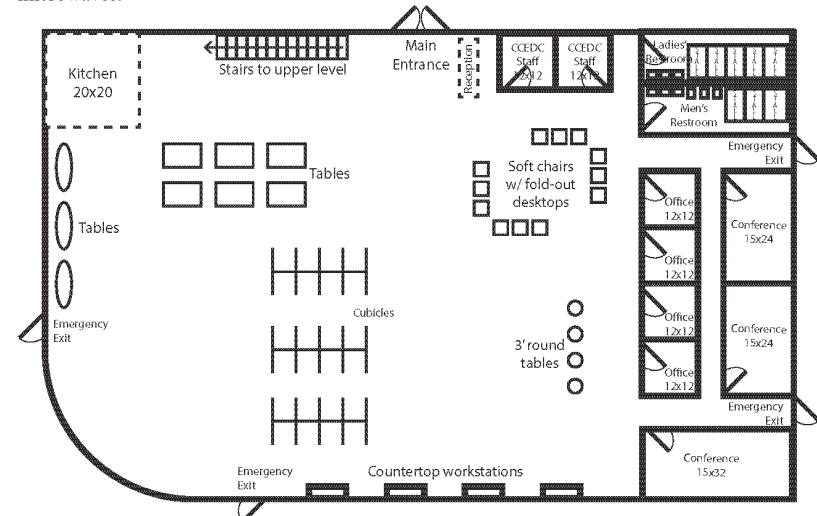 Kitchen
20x20
Stairs to upper level
Main
Entrance
Reception
CCEDC
Staff
12x12
CCEDC
Staff
12x12
Ladies'
Restroom
Men's
Restroom
Emergency
Exit
Tables
Soft chairs
w/ fold-out
desktops
Office
12x12
Conference
15x24
Tables
Office
12x12
Cubicles
Emergency
Exit
Office
12x12
Conference
15x24
3' round
tables
Office
12x12
Emergency
Exit
Conference
15x32
Emergency
Exit
Countertop workstations